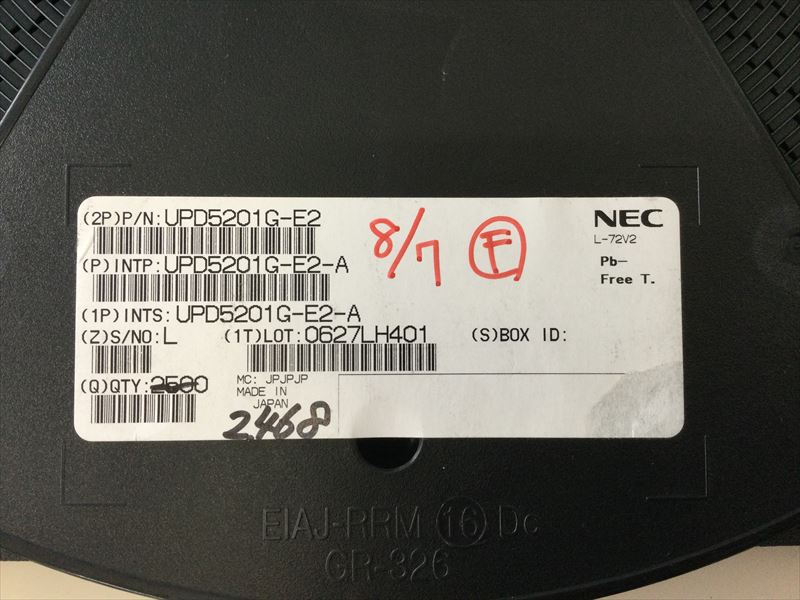 (2P)P/N:UPD5201G-E2
8/7 F
NEC
L-72V2
(P)INTP:UPD5201G-E2-A
Pb-
Free T.
(1P)INTS:UPD5201G-E2-A
(Z)S/NO:L (1T)LOT:0627LH401 (S)BOX ID:
(Q)QTY:2500
MC: JPJPJP
MADE IN
JAPAN
2468
EIAJ-RRM 16 Dc
GR-326